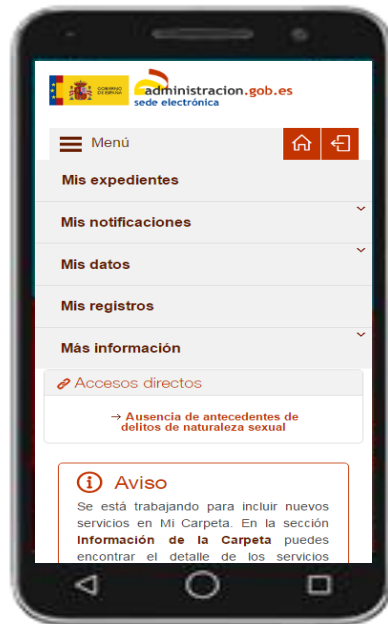 GOBIERNO
DE ESPAÑA
administracion.gob.es
sede electrónica
Menú
Mis expedientes
Mis notificaciones
Mis datos
Mis registros
Más información
Accesos directos
→ Ausencia de antecedentes de
delitos de naturaleza sexual
Aviso
Se está trabajando para incluir nuevos
servicios en Mi Carpeta. En la sección
Información de la Carpeta puedes
encontrar el detalle de los servicios